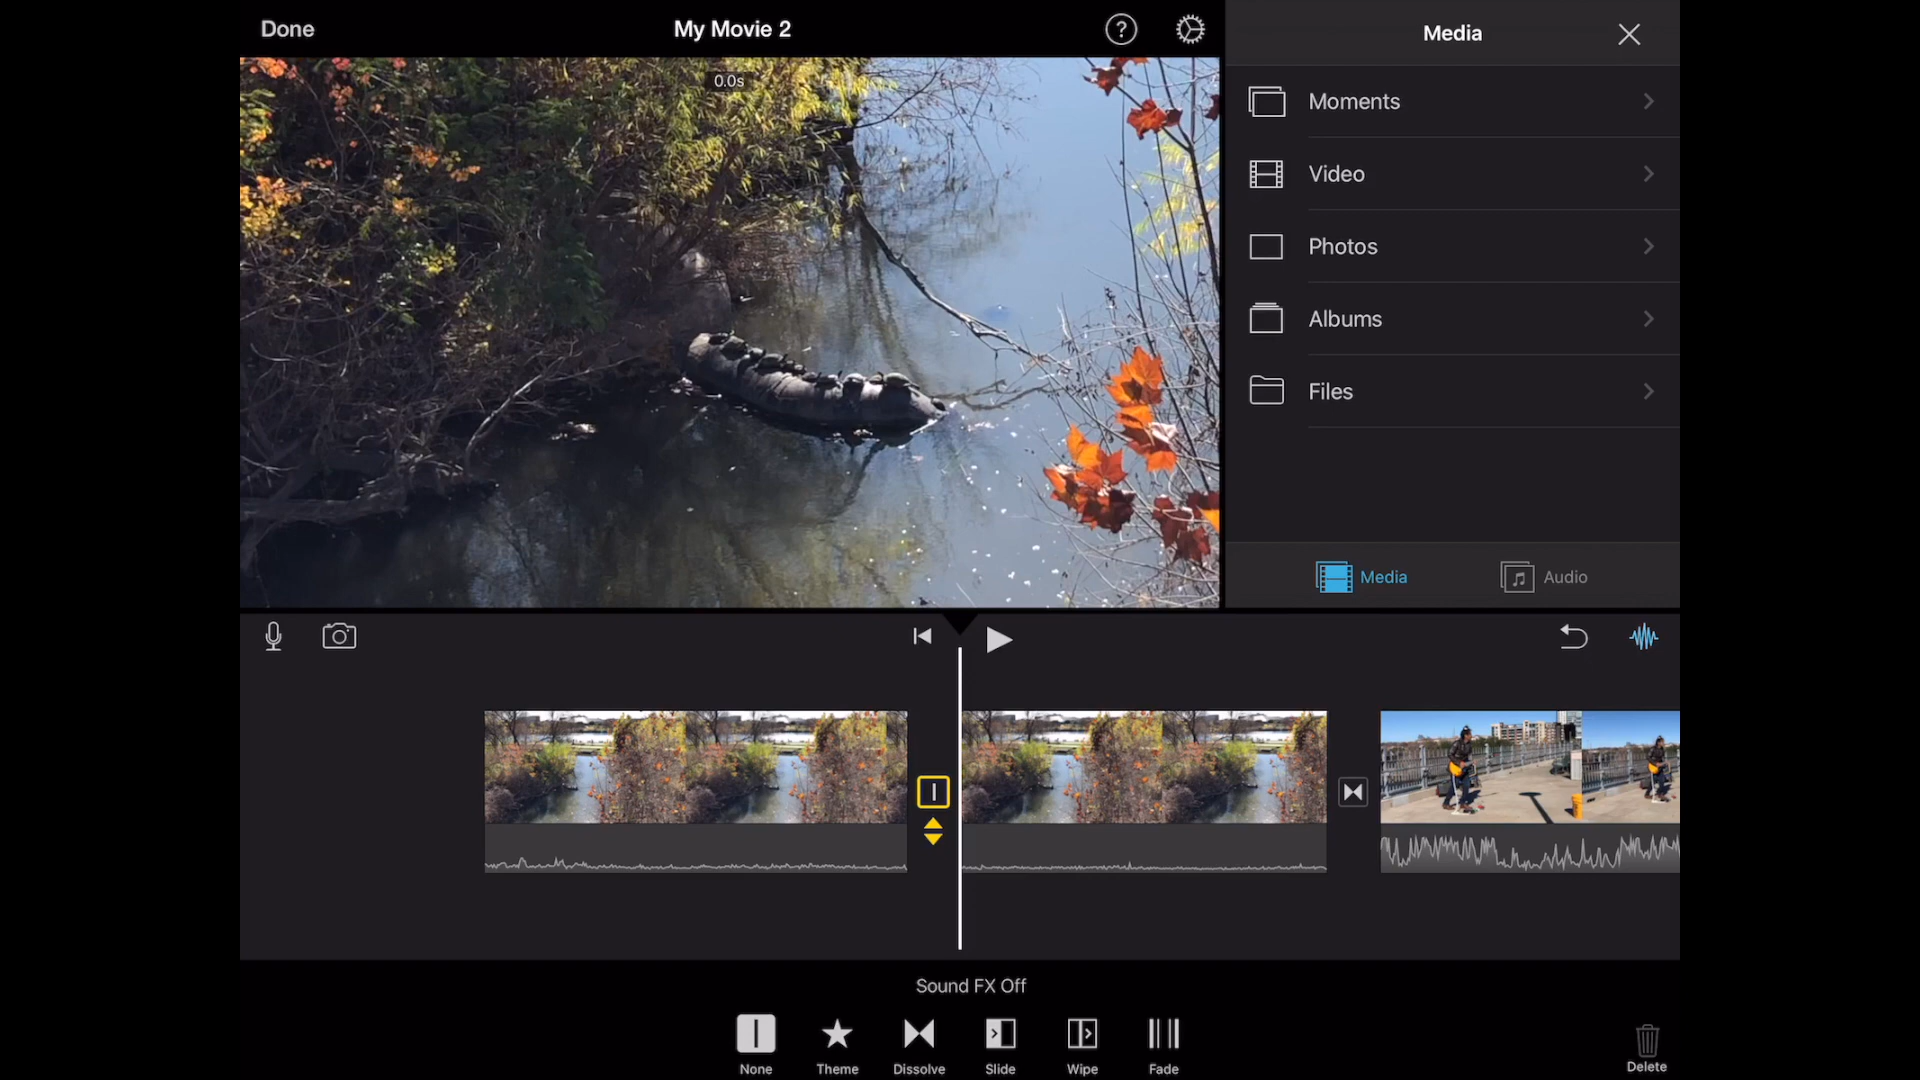 Done
My Movie 2
?
0.0s
Media
Moments
Video
Photos
Albums
Files
Media
Audio
Sound FX Off
None
Theme
Dissolve
Slide
Wipe
Fade
Delete